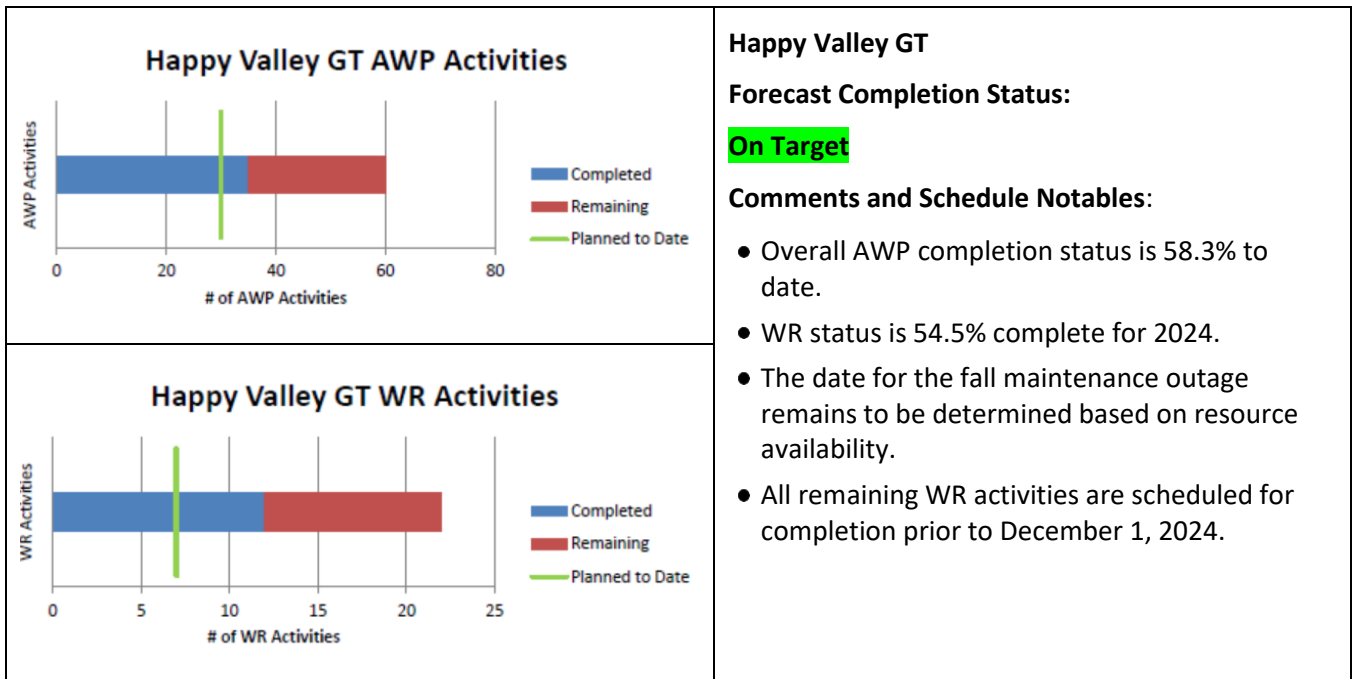 Happy Valley GT AWP Activities
AWP Activities
Completed
Remaining
Planned to Date
0 20 40 60 80
# of AWP Activities
Happy Valley GT WR Activities
WR Activities
Completed
Remaining
Planned to Date
0 5 10 15 20 25
# of WR Activities
Happy Valley GT
Forecast Completion Status:
On Target
Comments and Schedule Notables:
● Overall AWP completion status is 58.3% to
date.
● WR status is 54.5% complete for 2024.
● The date for the fall maintenance outage
remains to be determined based on resource
availability.
● All remaining WR activities are scheduled for
completion prior to December 1, 2024.